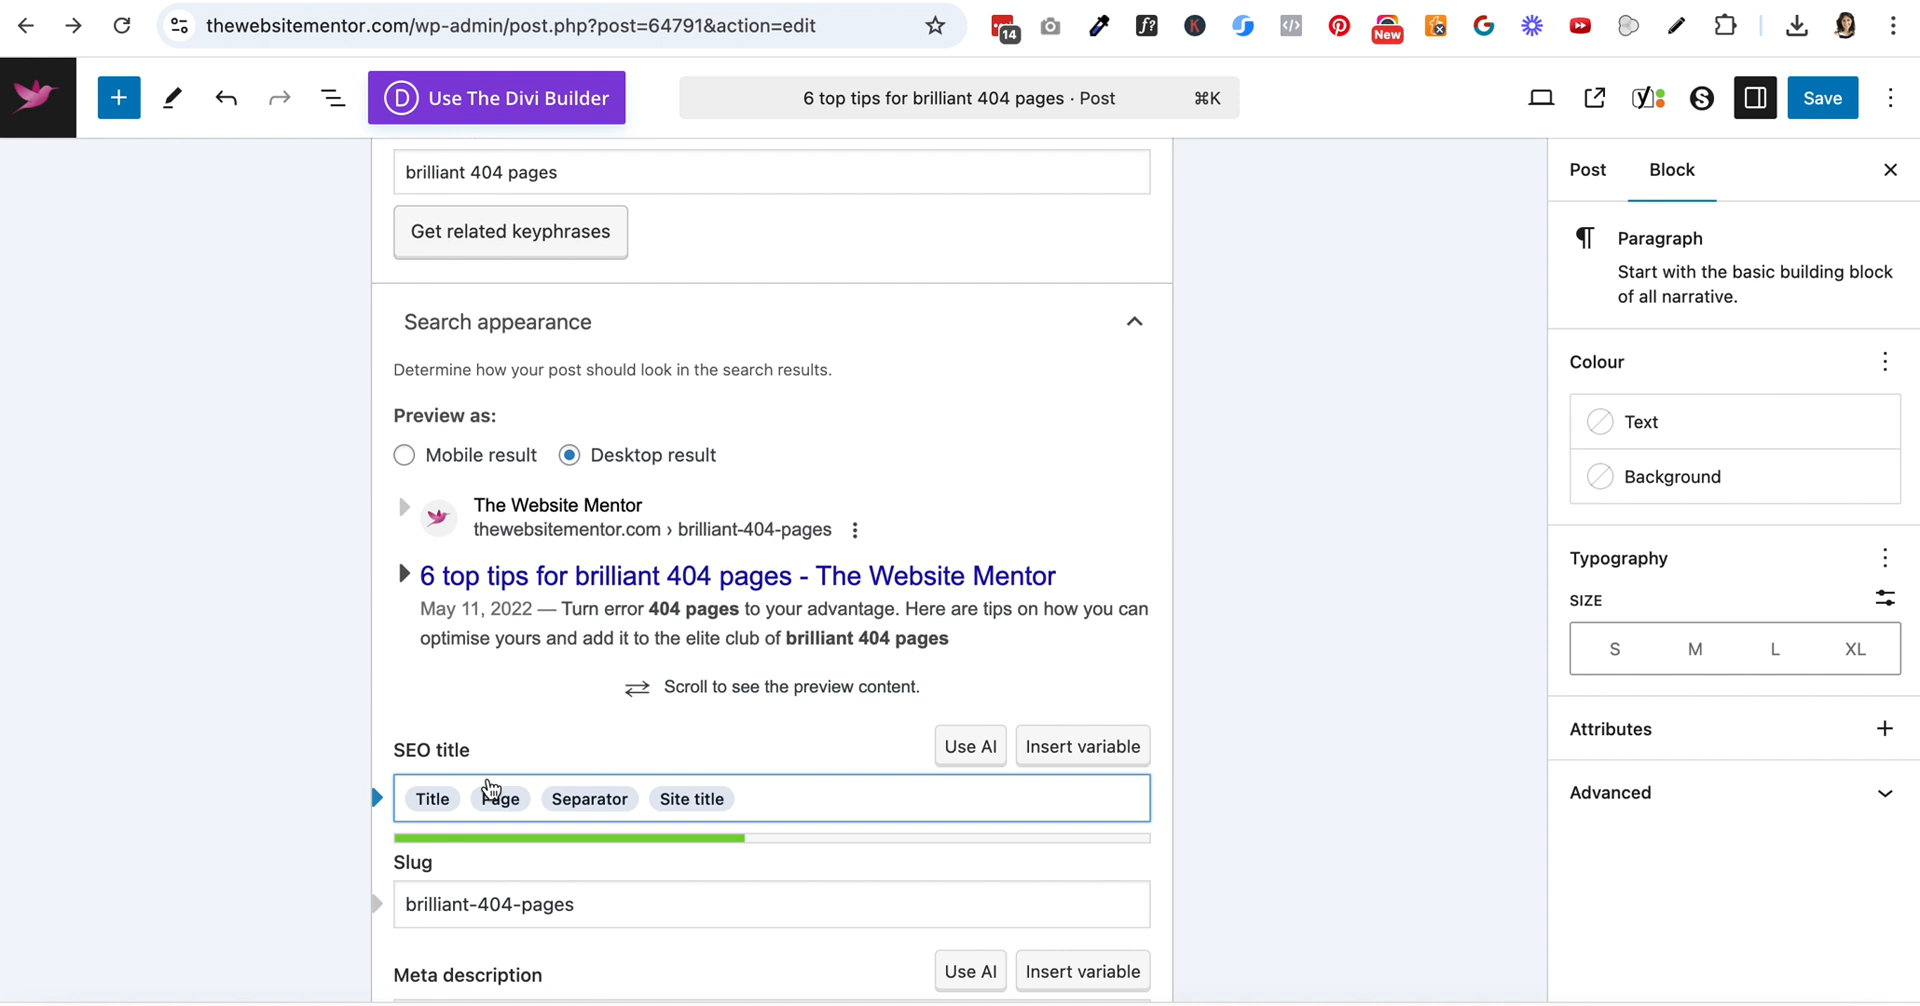 thewebsitementor.com/wp-admin/post.php?post=64791&action=edit
14
f?
K
New
G
D Use The Divi Builder
6 top tips for brilliant 404 pages · Post ⌘K
S
Save
brilliant 404 pages
Get related keyphrases
Search appearance
Determine how your post should look in the search results.
Preview as:
Mobile result Desktop result
The Website Mentor
thewebsitementor.com › brilliant-404-pages
6 top tips for brilliant 404 pages - The Website Mentor
May 11, 2022 — Turn error 404 pages to your advantage. Here are tips on how you can
optimise yours and add it to the elite club of brilliant 404 pages
Scroll to see the preview content.
SEO title
Use AI Insert variable
Title Page Separator Site title
Slug
brilliant-404-pages
Meta description
Use AI Insert variable
Post Block
Paragraph
Start with the basic building block
of all narrative.
Colour
Text
Background
Typography
SIZE
S M L XL
Attributes
Advanced